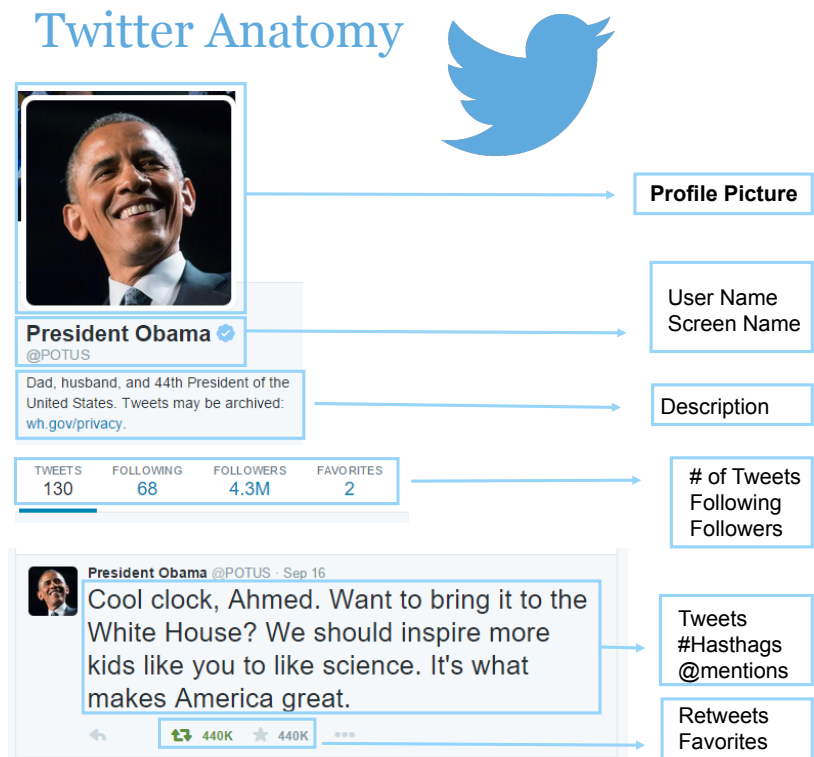 Twitter Anatomy
Profile Picture
President Obama
@POTUS
User Name
Screen Name
Dad, husband, and 44th President of the
United States. Tweets may be archived:
wh.gov/privacy.
Description
TWEETS FOLLOWING FOLLOWERS FAVORITES
130 68 4.3M 2
# of Tweets
Following
Followers
President Obama @POTUS · Sep 16
Cool clock, Ahmed. Want to bring it to the
White House? We should inspire more
kids like you to like science. It's what
makes America great.
Tweets
#Hasthags
@mentions
440K 440K
Retweets
Favorites